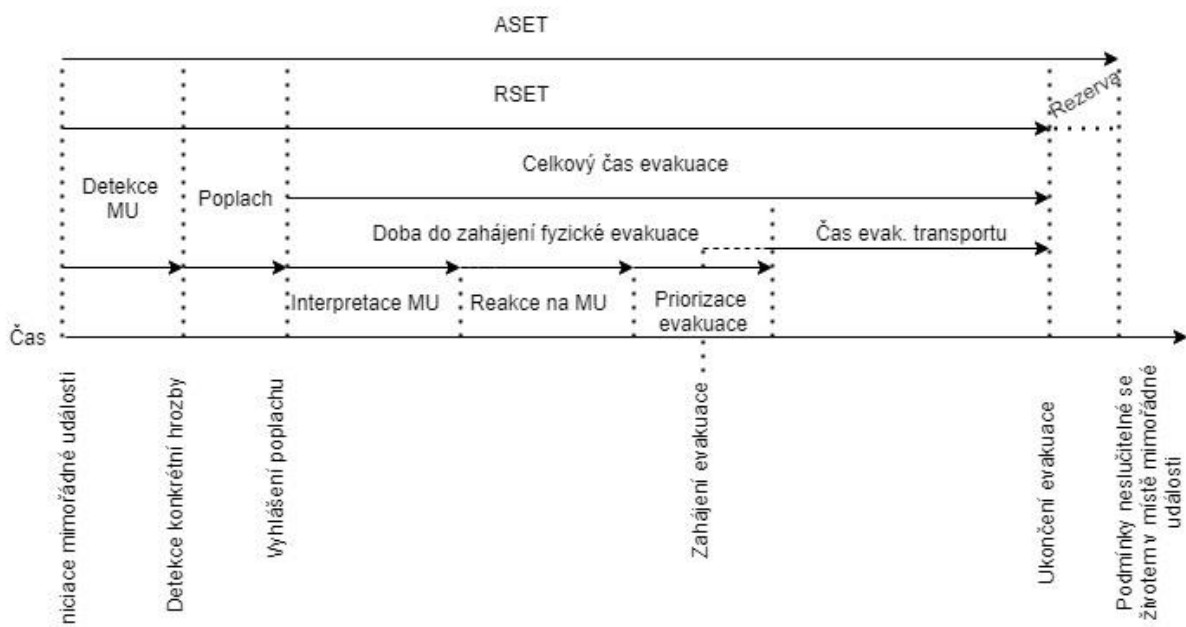 ASET
RSET
Rezerva
Celkový čas evakuace
Detekce
MU
Poplach
Doba do zahájení fyzické evakuace
Čas evak. transportu
Interpretace MU
Reakce na MU
Priorizace
evakuace
Čas
niciace mimořádné události
Detekce konkrétní hrozby
Vyhlášení poplachu
Zahájení evakuace
Ukončení evakuace
Podmínky neslučitelné se
životem v místě mimořádné
události